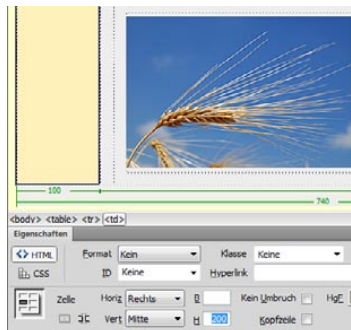 100
740
<body> <table> <tr> <td>
Eigenschaften
<> HTML Format Kein Klasse Keine
CSS ID Keine Hyperlink
Zelle Horiz Rechts B Kein Umbruch HgF
Vert Mitte H 200 Kopfzeile